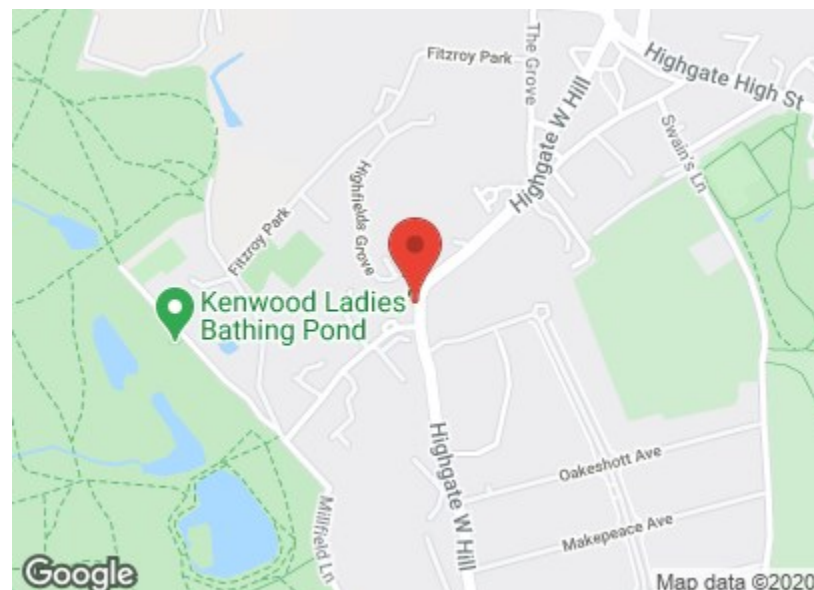 The Grove
Fitzroy Park
Highgate High St
Highgate W Hill
Swain's Ln
Highfields Grove
Fitzroy Park
Kenwood Ladies'
Bathing Pond
Highgate W Hill
Oakeshott Ave
Millfield Ln
Makepeace Ave
Google
Map data ©2020